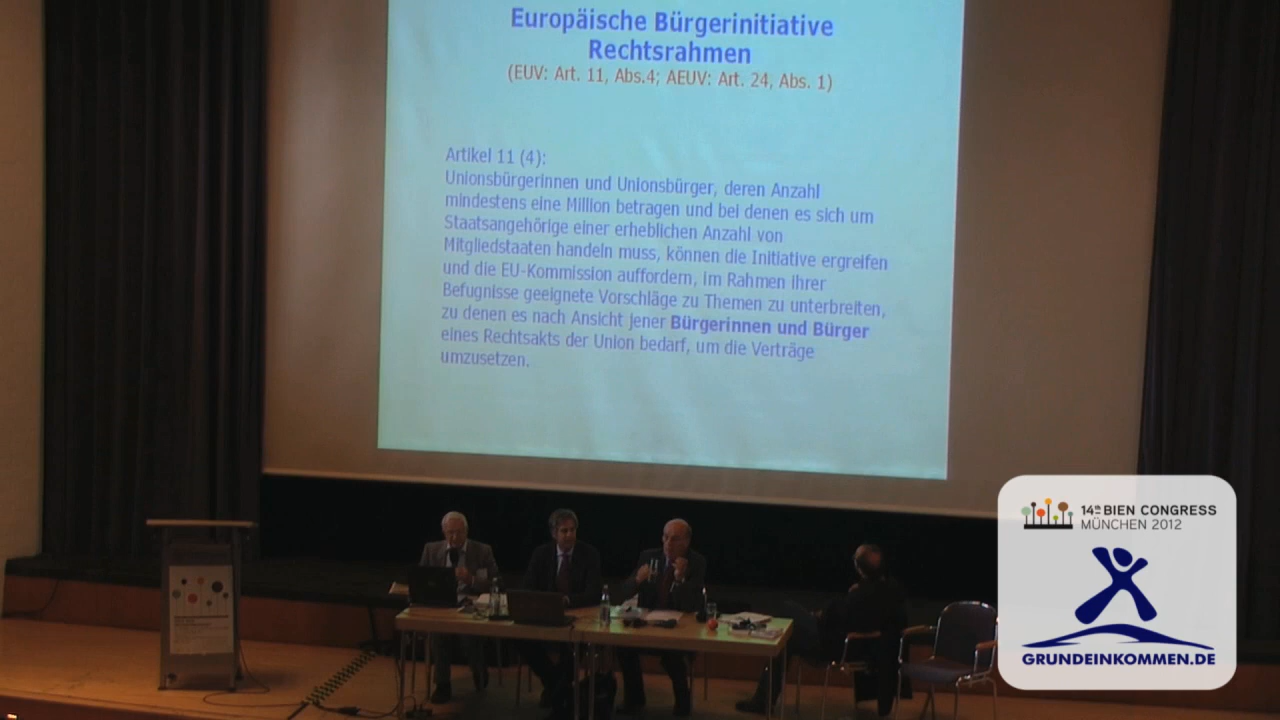 Europäische Bürgerinitiative
Rechtsrahmen
(EUV: Art. 11, Abs.4; AEUV: Art. 24, Abs. 1)
Artikel 11 (4):
Unionsbürgerinnen und Unionsbürger, deren Anzahl
mindestens eine Million betragen und bei denen es sich um
Staatsangehörige einer erheblichen Anzahl von
Mitgliedstaaten handeln muss, können die Initiative ergreifen
und die EU-Kommission auffordern, im Rahmen ihrer
Befugnisse geeignete Vorschläge zu Themen zu unterbreiten,
zu denen es nach Ansicht jener Bürgerinnen und Bürger
eines Rechtsakts der Union bedarf, um die Verträge
umzusetzen.
14th BIEN CONGRESS
MÜNCHEN 2012
GRUNDEINKOMMEN.DE